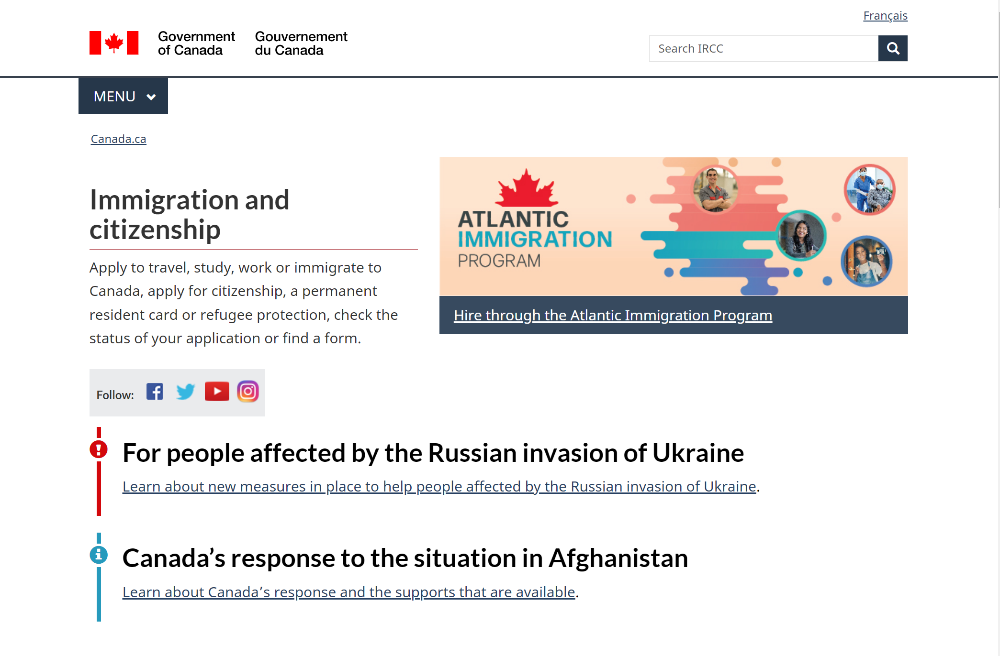 Français
Government
of Canada
Gouvernement
du Canada
Search IRCC
MENU
Canada.ca
Immigration and
citizenship
Apply to travel, study, work or immigrate to
Canada, apply for citizenship, a permanent
resident card or refugee protection, check the
status of your application or find a form.
ATLANTIC
IMMIGRATION
PROGRAM
Hire through the Atlantic Immigration Program
Follow:
For people affected by the Russian invasion of Ukraine
Learn about new measures in place to help people affected by the Russian invasion of Ukraine.
Canada’s response to the situation in Afghanistan
Learn about Canada’s response and the supports that are available.